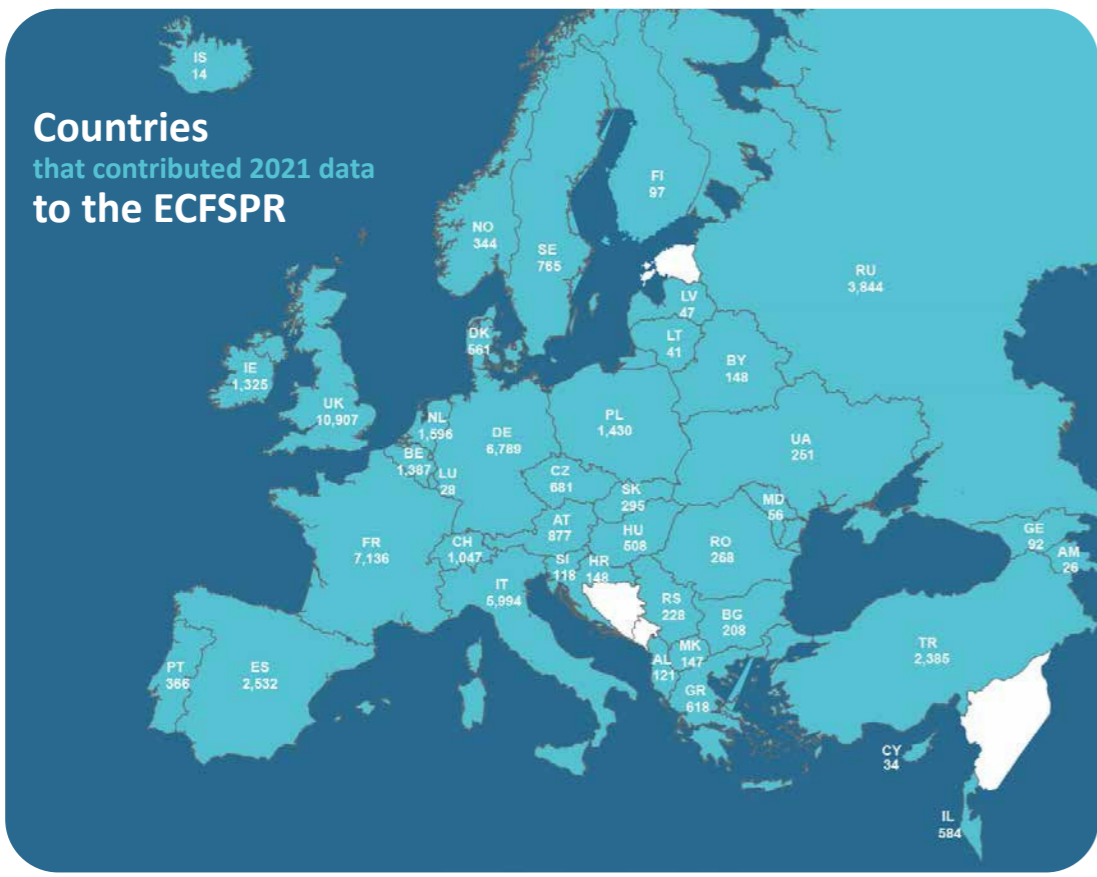 IS
14
Countries
that contributed 2021 data
to the ECFSPR
FI
97
NO
344
SE
765
RU
3,844
LV
47
DK
561
LT
41
BY
148
IE
1,325
UK
10,907
NL
1,596
DE
6,789
PL
1,430
UA
251
BE
1,387
LU
28
CZ
681
SK
295
MD
56
AT
877
HU
508
RO
268
GE
92
AM
26
FR
7,136
CH
1,047
SI
118
HR
148
IT
5,994
RS
228
BG
208
MK
147
AL
121
GR
618
TR
2,385
PT
366
ES
2,532
CY
34
IL
584